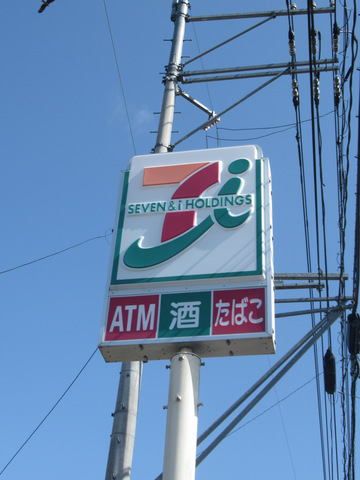 SEVEN & i HOLDINGS
ATM 酒 たばこ